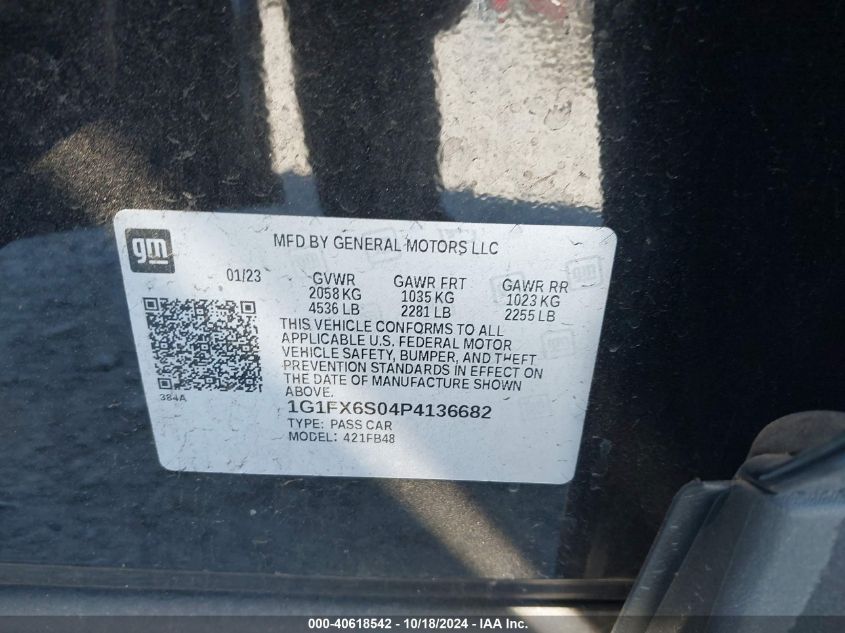 gm
MFD BY GENERAL MOTORS LLC
01/23 GVWR GAWR FRT GAWR RR
2058 KG 1035 KG 1023 KG
4536 LB 2281 LB 2255 LB
THIS VEHICLE CONFORMS TO ALL
APPLICABLE U.S. FEDERAL MOTOR
VEHICLE SAFETY, BUMPER, AND THEFT
PREVENTION STANDARDS IN EFFECT ON
THE DATE OF MANUFACTURE SHOWN
ABOVE.
384A
1G1FX6S04P4136682
TYPE: PASS CAR
MODEL: 421FB48
000-40618542 / 10/18/2024 - IAA Inc.